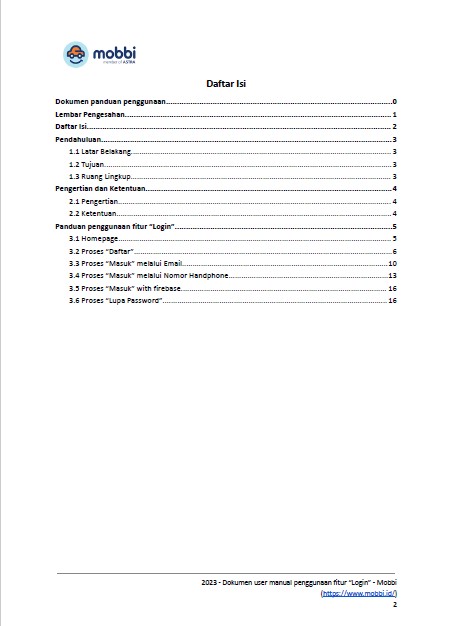 mobbi
member of ASTRA
Daftar Isi
Dokumen panduan penggunaan 0
Lembar Pengesahan 1
Daftar Isi 2
Pendahuluan 3
1.1 Latar Belakang 3
1.2 Tujuan 3
1.3 Ruang Lingkup 3
Pengertian dan Ketentuan 4
2.1 Pengertian 4
2.2 Ketentuan 4
Panduan penggunaan fitur “Login” 5
3.1 Homepage 5
3.2 Proses “Daftar” 6
3.3 Proses “Masuk” melalui Email 10
3.4 Proses “Masuk” melalui Nomor Handphone 13
3.5 Proses “Masuk” with firebase 16
3.6 Proses “Lupa Password” 16
2023 - Dokumen user manual penggunaan fitur “Login” - Mobbi
(https://www.mobbi.id/)
2